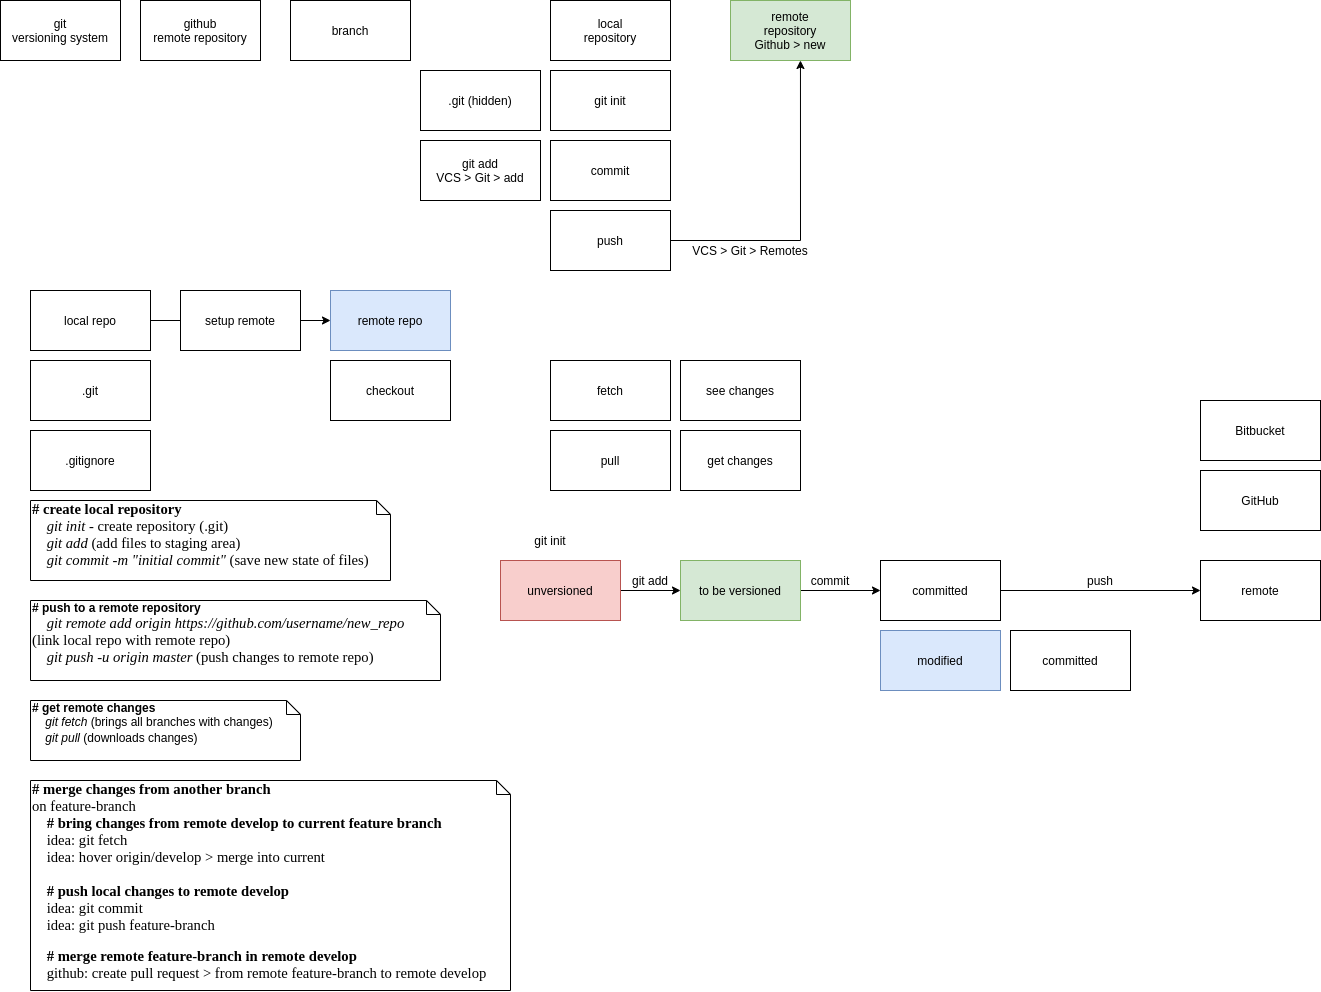 git
versioning system
github
remote repository
branch
local
repository
remote
repository
Github > new
.git (hidden)
git init
git add
VCS > Git > add
commit
push
VCS > Git > Remotes
local repo
setup remote
remote repo
.git
checkout
fetch
see changes
.gitignore
pull
get changes
Bitbucket
GitHub
# create local repository
git init - create repository (.git)
git add (add files to staging area)
git commit -m "initial commit" (save new state of files)
git init
unversioned
git add
to be versioned
commit
committed
push
remote
modified
committed
# push to a remote repository
git remote add origin https://github.com/username/new_repo
(link local repo with remote repo)
git push -u origin master (push changes to remote repo)
# get remote changes
git fetch (brings all branches with changes)
git pull (downloads changes)
# merge changes from another branch
on feature-branch
# bring changes from remote develop to current feature branch
idea: git fetch
idea: hover origin/develop > merge into current
# push local changes to remote develop
idea: git commit
idea: git push feature-branch
# merge remote feature-branch in remote develop
github: create pull request > from remote feature-branch to remote develop